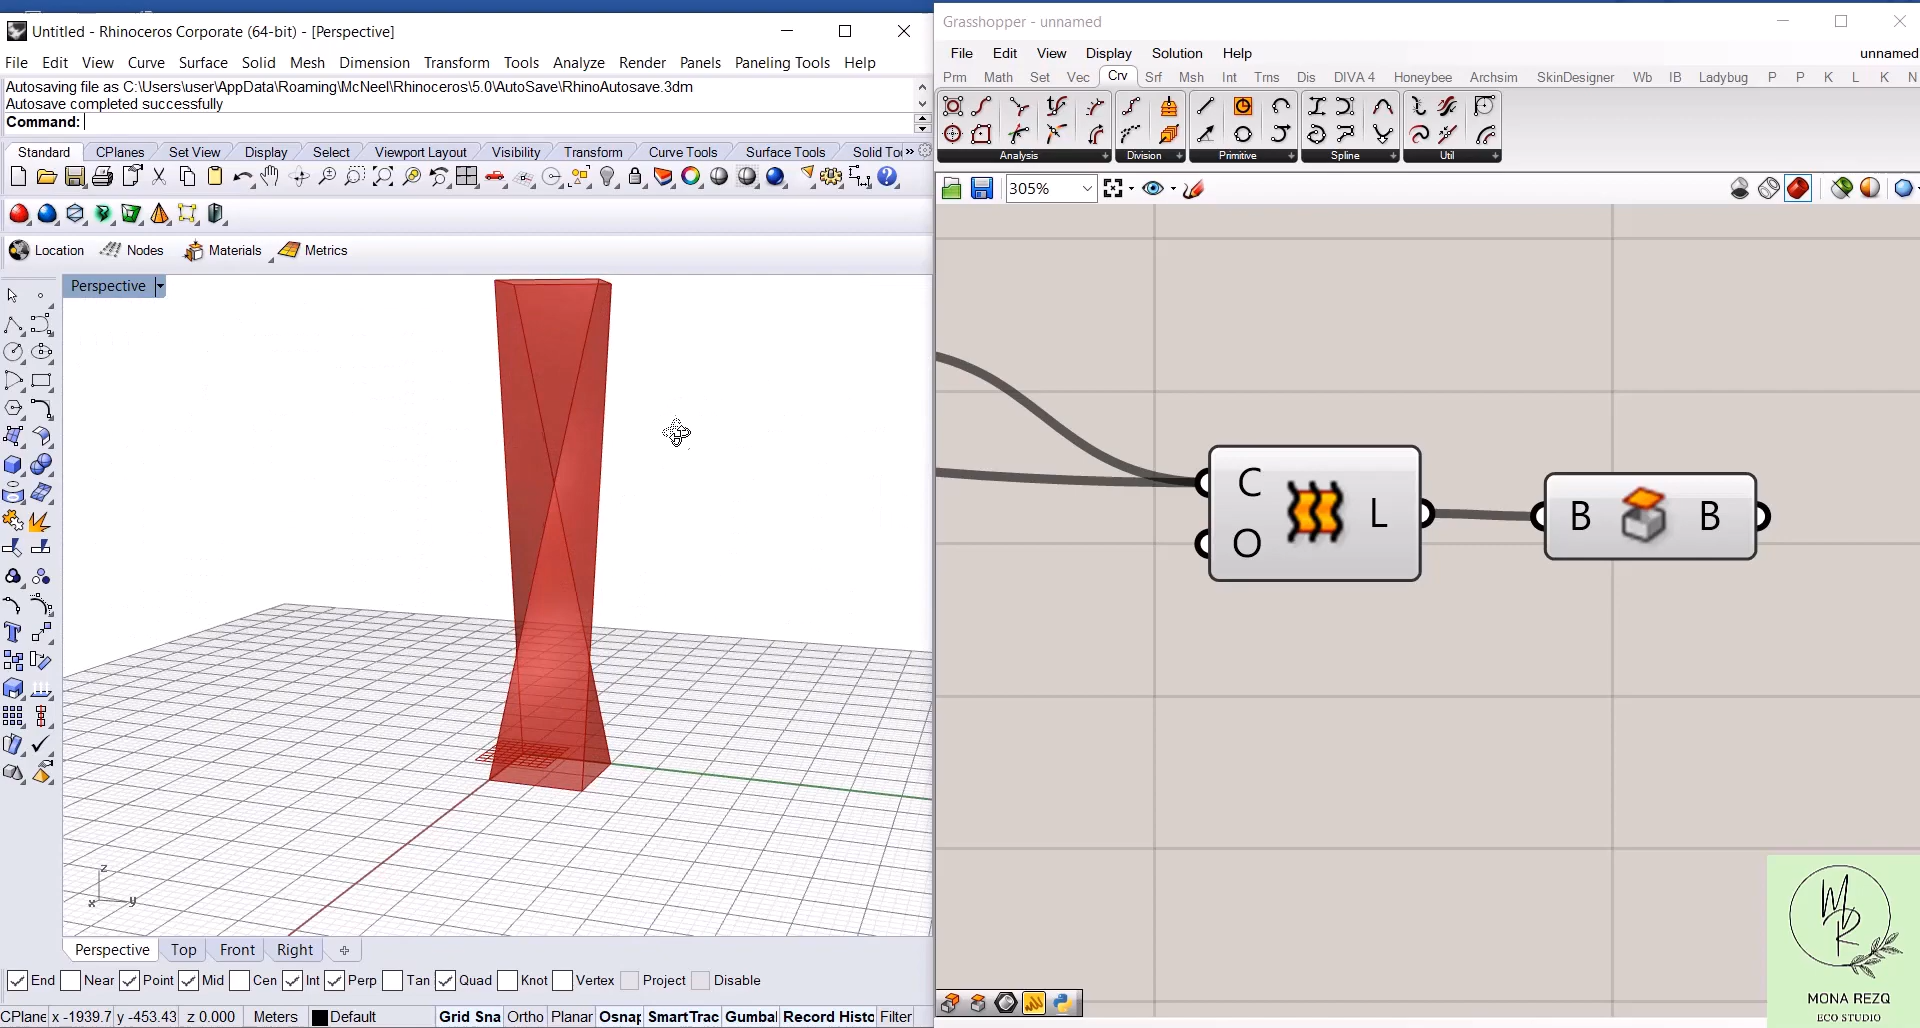 Untitled - Rhinoceros Corporate (64-bit) - [Perspective]
File Edit View Curve Surface Solid Mesh Dimension Transform Tools Analyze Render Panels Paneling Tools Help
Autosaving file as C:\Users\user\AppData\Roaming\McNeel\Rhinoceros\5.0\AutoSave\RhinoAutosave.3dm
Autosave completed successfully
Command:
Standard CPlanes Set View Display Select Viewport Layout Visibility Transform Curve Tools Surface Tools Solid To »
Location Nodes Materials Metrics
Perspective
z
x y
Perspective Top Front Right
End Near Point Mid Cen Int Perp Tan Quad Knot Vertex Project Disable
CPlane x -1939.7 y -453.43 z 0.000 Meters Default Grid Sna Ortho Planar Osnap SmartTrac Gumbal Record Histo Filter
Grasshopper - unnamed
File Edit View Display Solution Help unnamed
Prm Math Set Vec Crv Srf Msh Int Trns Dis DIVA 4 Honeybee Archsim SkinDesigner Wb IB Ladybug P P K L K N
Analysis Division Primitive Spline Util
305%
C
O
L
B B
MR
MONA REZQ
ECO STUDIO